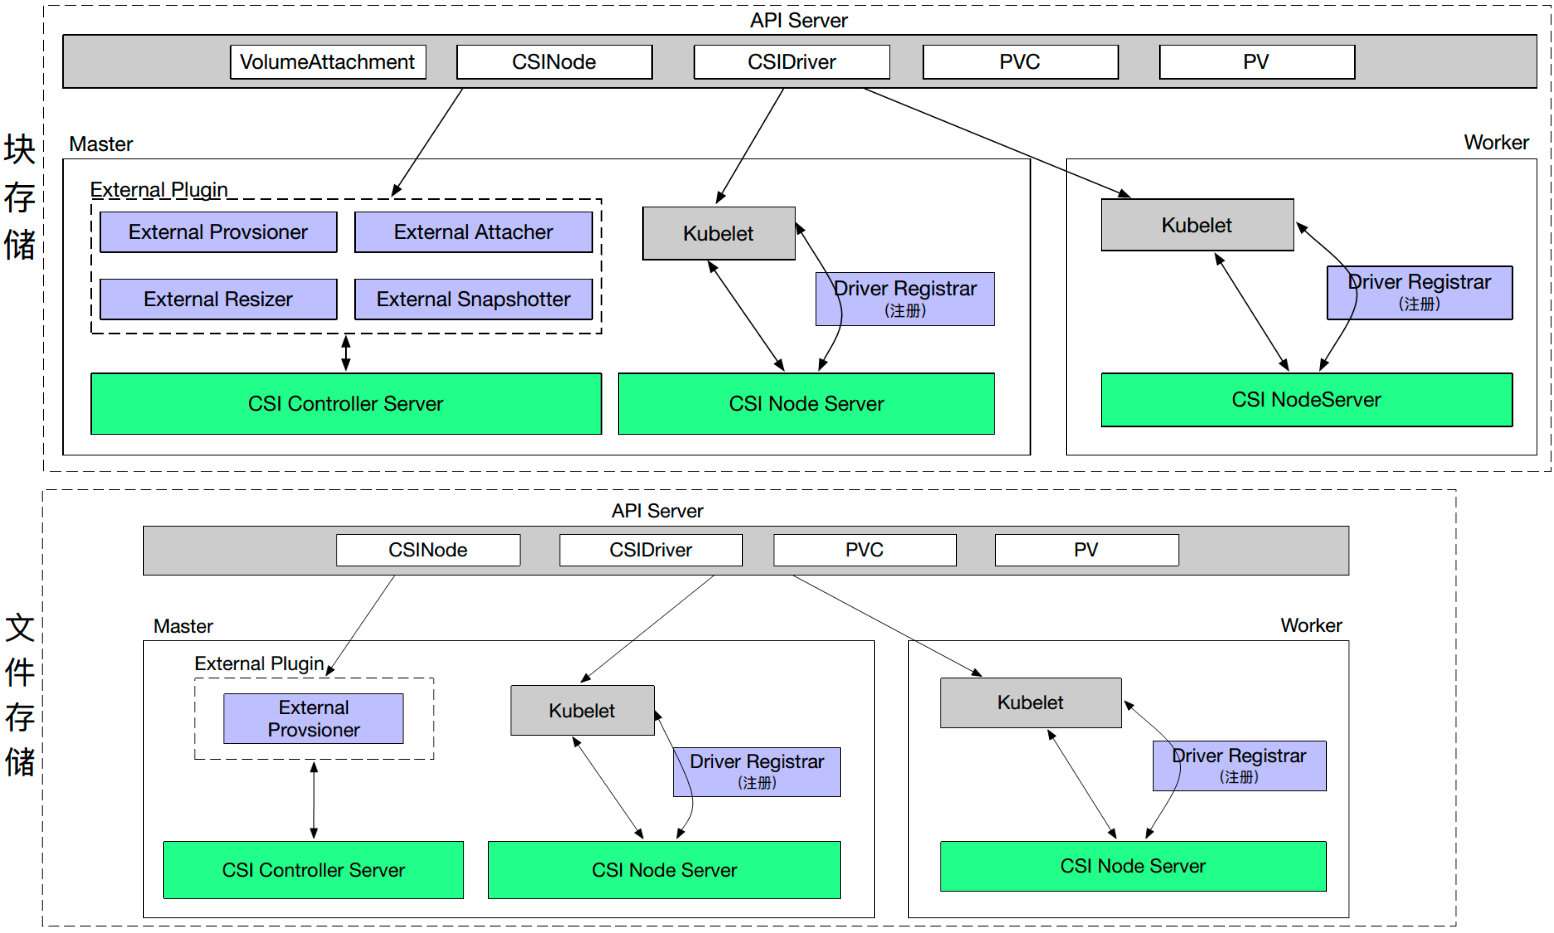 块存储
API Server
VolumeAttachment
CSINode
CSIDriver
PVC
PV
Master
Worker
External Plugin
External Provsioner
External Attacher
External Resizer
External Snapshotter
Kubelet
Driver Registrar
(注册)
Kubelet
Driver Registrar
(注册)
CSI Controller Server
CSI Node Server
CSI NodeServer
文件存储
API Server
CSINode
CSIDriver
PVC
PV
Master
Worker
External Plugin
External
Provsioner
Kubelet
Driver Registrar
(注册)
Kubelet
Driver Registrar
(注册)
CSI Controller Server
CSI Node Server
CSI Node Server